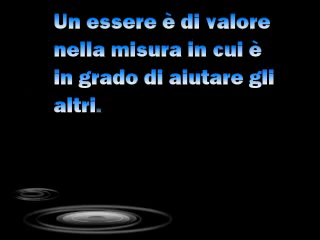 Un essere è di valore
nella misura in cui è
in grado di aiutare gli
altri.